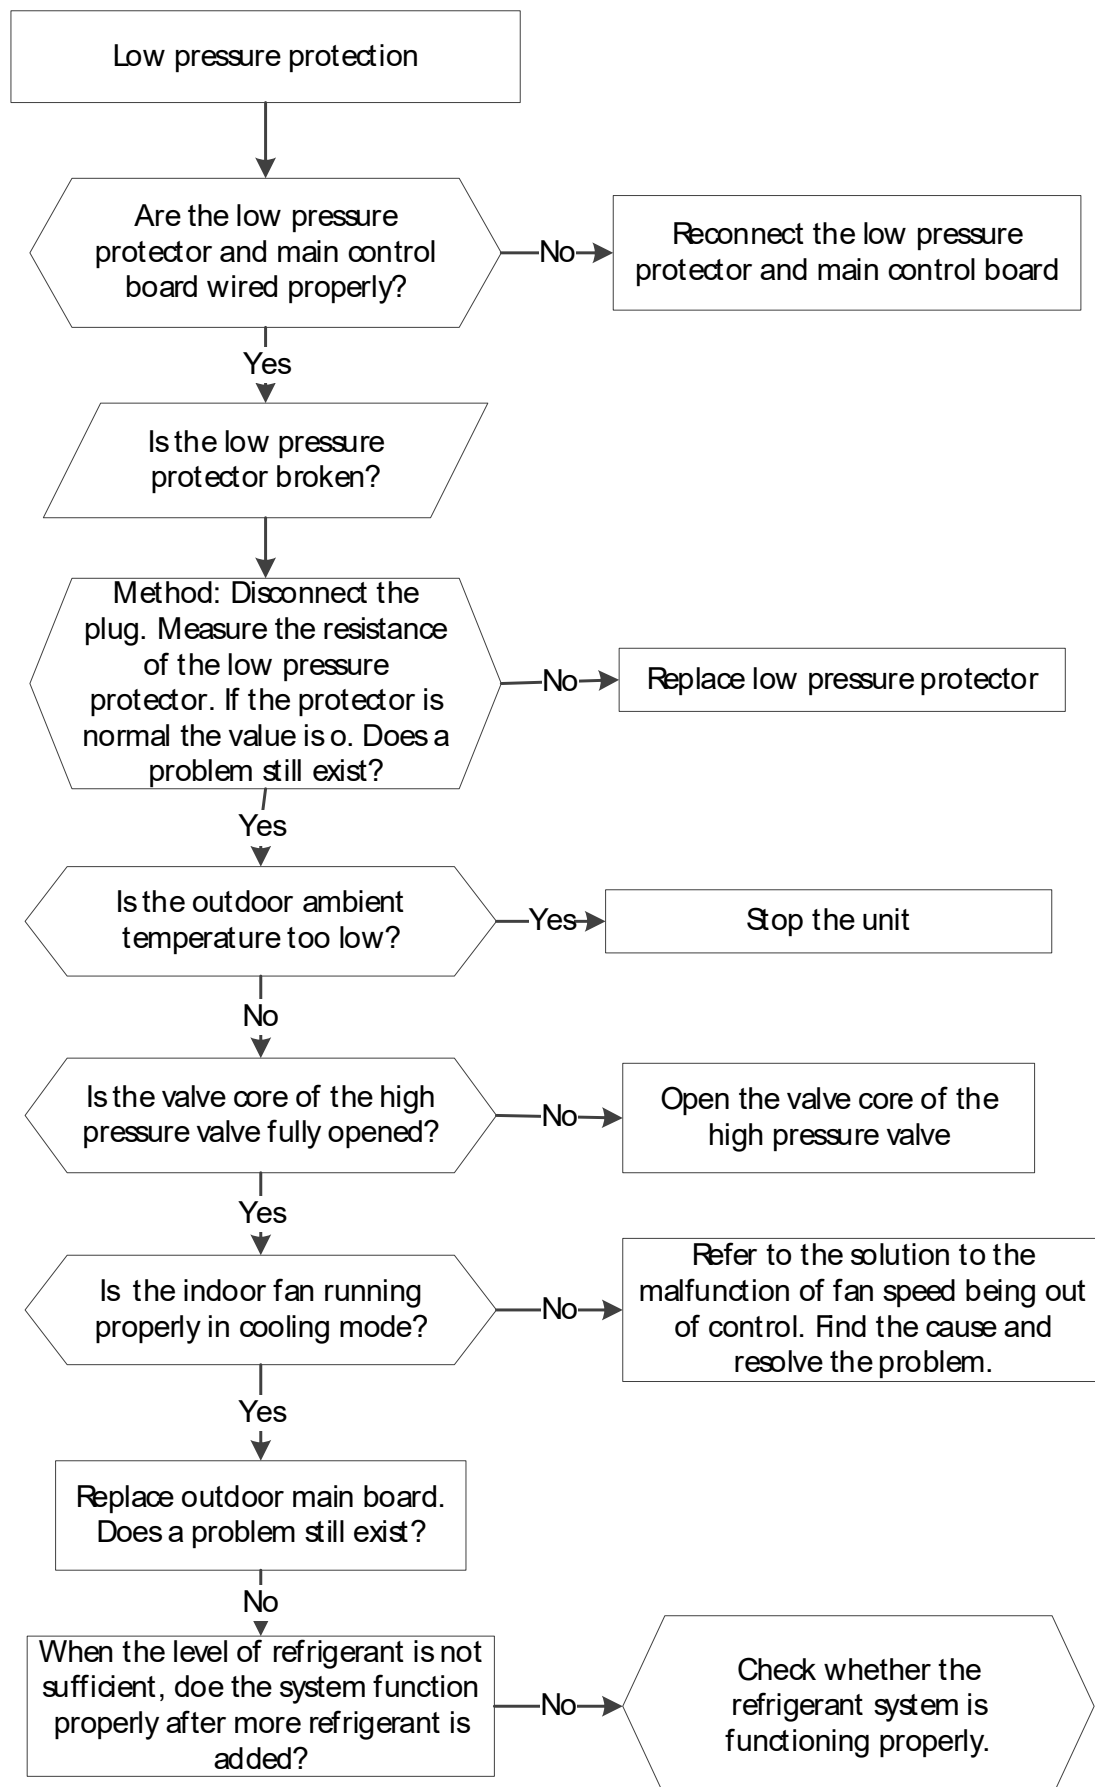 Low pressure protection
Are the low pressure
protector and main control
board wired properly?
No
Reconnect the low pressure
protector and main control board
Yes
Is the low pressure
protector broken?
Method: Disconnect the
plug. Measure the resistance
of the low pressure
protector. If the protector is
normal the value is o. Does a
problem still exist?
No
Replace low pressure protector
Yes
Is the outdoor ambient
temperature too low?
Yes
Stop the unit
No
Is the valve core of the high
pressure valve fully opened?
No
Open the valve core of the
high pressure valve
Yes
Is the indoor fan running
properly in cooling mode?
No
Refer to the solution to the
malfunction of fan speed being out
of control. Find the cause and
resolve the problem.
Yes
Replace outdoor main board.
Does a problem still exist?
No
When the level of refrigerant is not
sufficient, doe the system function
properly after more refrigerant is
added?
No
Check whether the
refrigerant system is
functioning properly.